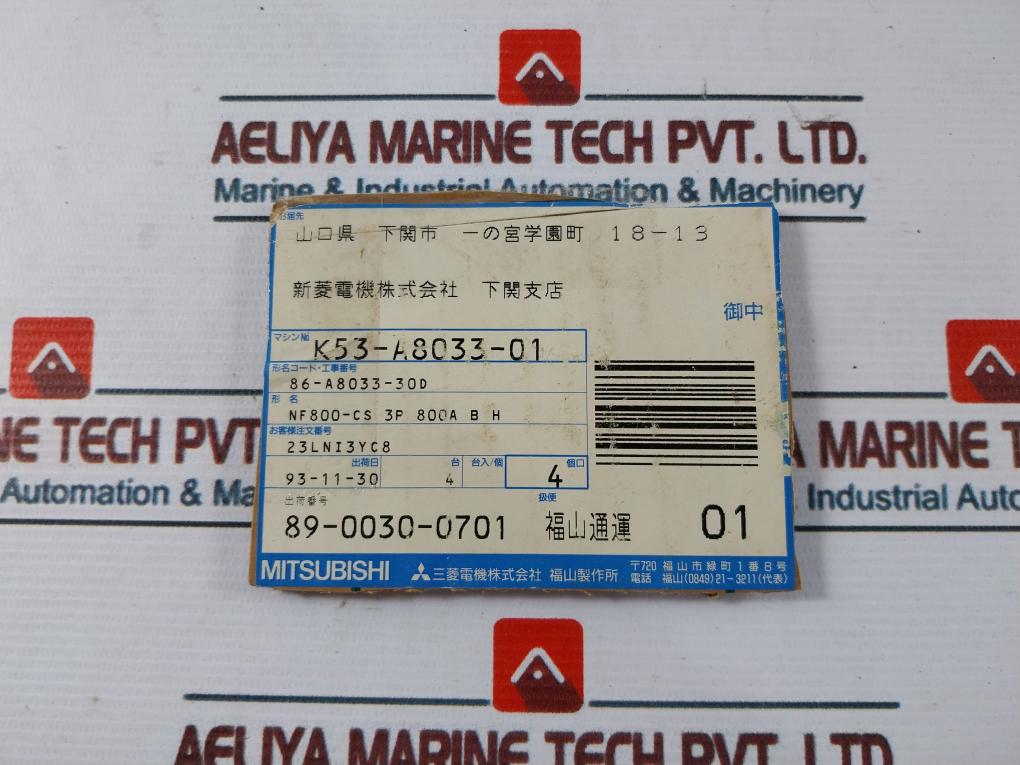 AELIYA MARINE TECH PVT. LTD.
Marine & Industrial Automation & Machinery
お届先
山口県 下関市 一の宮学園町 18-13
新菱電機株式会社 下関支店
御中
マシン№
K53-A8033-01
形名コード・工事番号
86-A8033-30D
形 名
NF800-CS 3P 800A B H
お客様注文番号
23LNI3YC8
出荷日 台 台入/個 個口
93-11-30 4 4
出荷番号 扱便
89-0030-0701 福山通運 01
MITSUBISHI 三菱電機株式会社 福山製作所
〒720 福山市緑町1番8号
電話 福山(0849)21-3211(代表)
NE TECH PVT
Automation & Ma
YA MARINE TE
Industrial Auto
AELIYA MARINE TECH PVT. LTD.